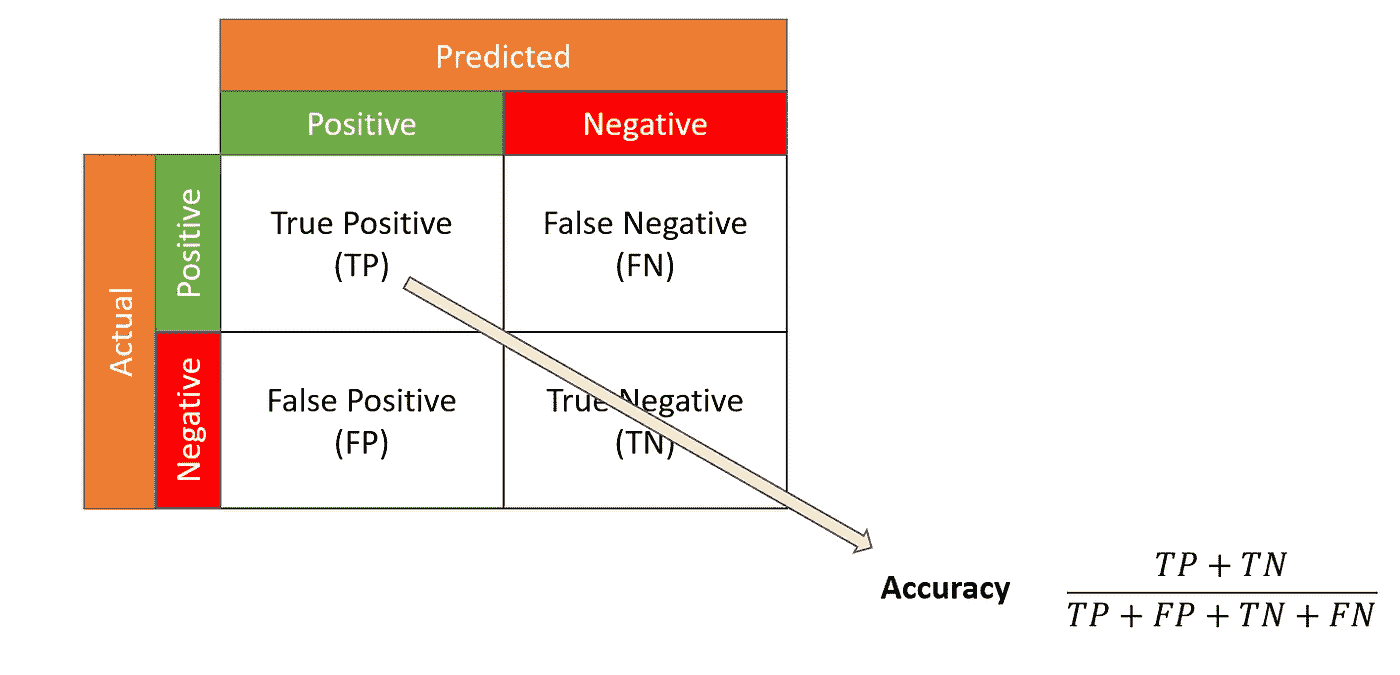 Predicted
Positive
Negative
Actual
Positive
True Positive
(TP)
False Negative
(FN)
Negative
False Positive
(FP)
True Negative
(TN)
Accuracy
TP + TN
TP + FP + TN + FN